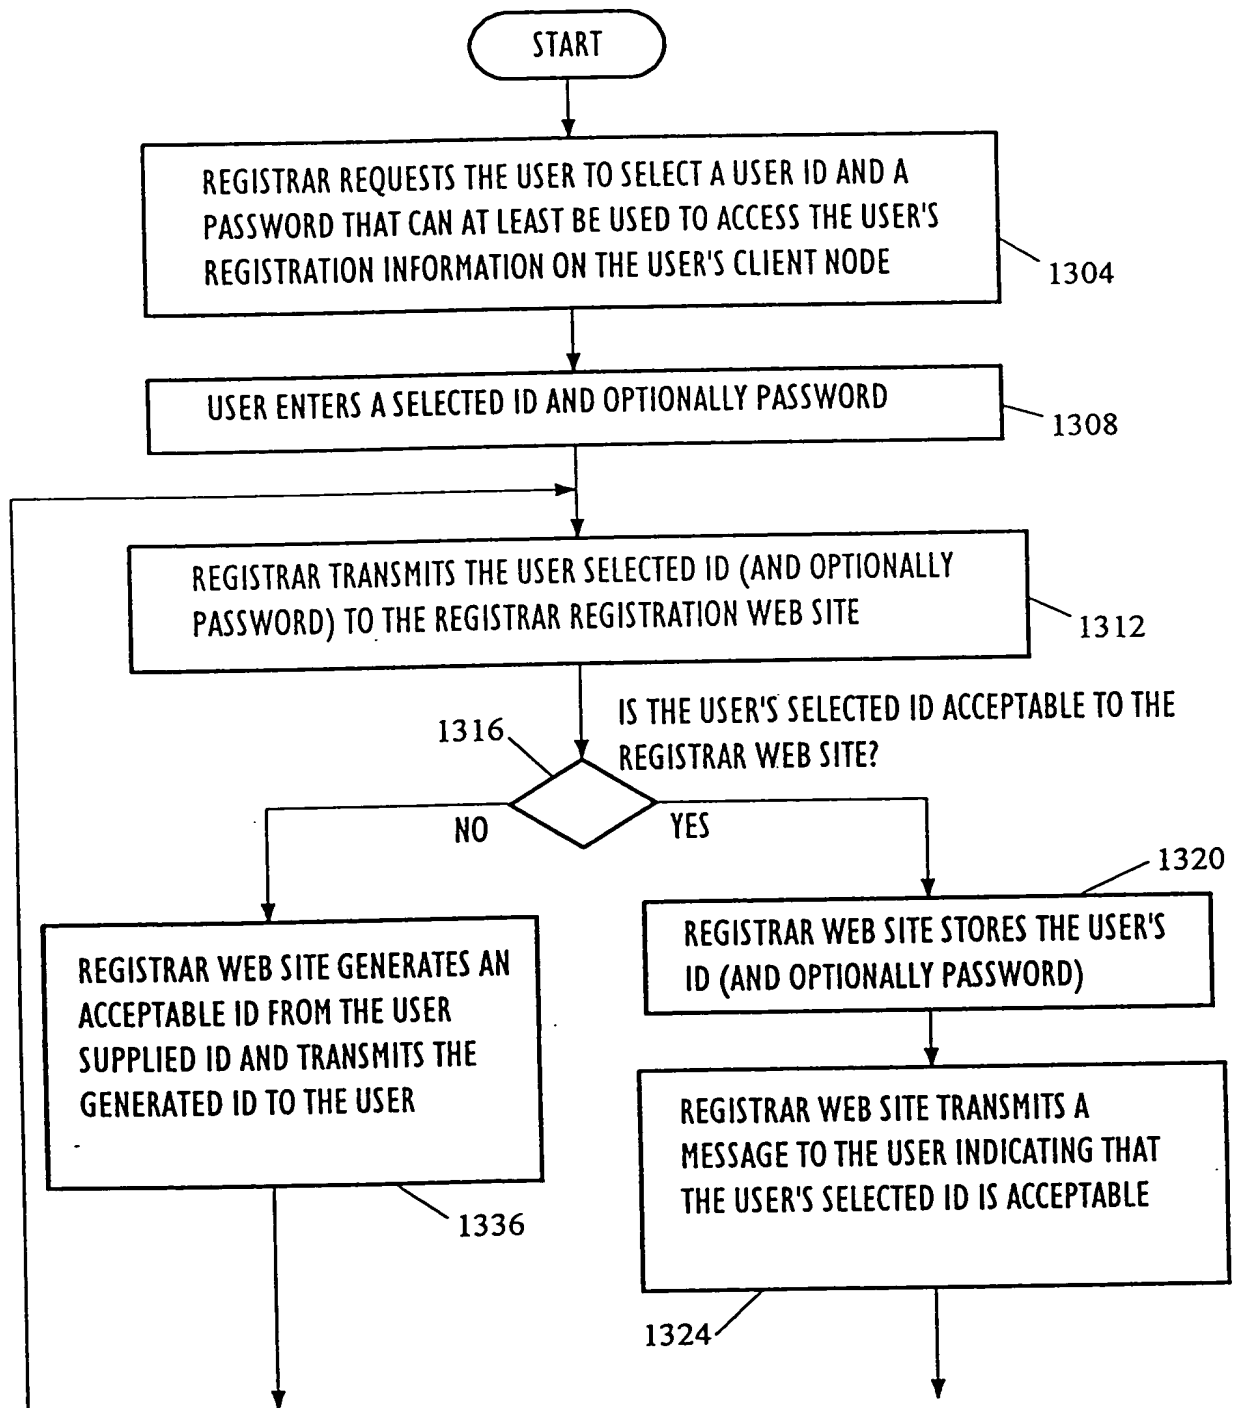 START
REGISTRAR REQUESTS THE USER TO SELECT A USER ID AND A
PASSWORD THAT CAN AT LEAST BE USED TO ACCESS THE USER'S
REGISTRATION INFORMATION ON THE USER'S CLIENT NODE
1304
USER ENTERS A SELECTED ID AND OPTIONALLY PASSWORD
1308
REGISTRAR TRANSMITS THE USER SELECTED ID (AND OPTIONALLY
PASSWORD) TO THE REGISTRAR REGISTRATION WEB SITE
1312
IS THE USER'S SELECTED ID ACCEPTABLE TO THE
REGISTRAR WEB SITE?
1316
NO
YES
1320
REGISTRAR WEB SITE STORES THE USER'S
ID (AND OPTIONALLY PASSWORD)
REGISTRAR WEB SITE GENERATES AN
ACCEPTABLE ID FROM THE USER
SUPPLIED ID AND TRANSMITS THE
GENERATED ID TO THE USER
1336
REGISTRAR WEB SITE TRANSMITS A
MESSAGE TO THE USER INDICATING THAT
THE USER'S SELECTED ID IS ACCEPTABLE
1324